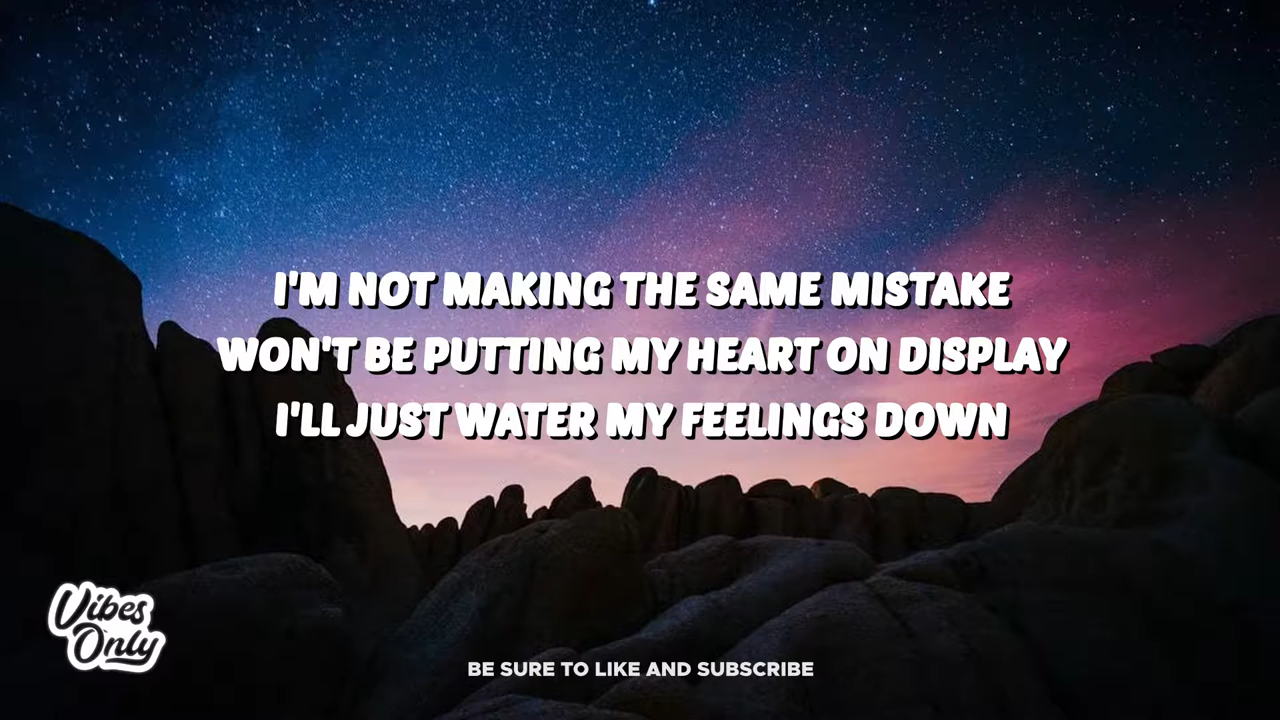 I'M NOT MAKING THE SAME MISTAKE
WON'T BE PUTTING MY HEART ON DISPLAY
I'LL JUST WATER MY FEELINGS DOWN
Vibes
Only
BE SURE TO LIKE AND SUBSCRIBE